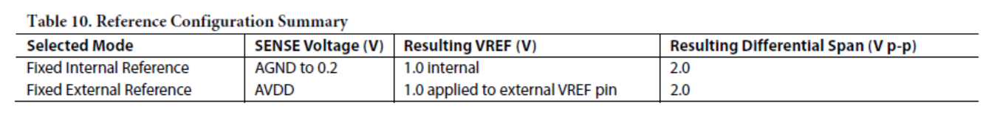 Table 10. Reference Configuration Summary
Selected Mode SENSE Voltage (V) Resulting VREF (V) Resulting Differential Span (V p-p)
Fixed Internal Reference AGND to 0.2 1.0 internal 2.0
Fixed External Reference AVDD 1.0 applied to external VREF pin 2.0